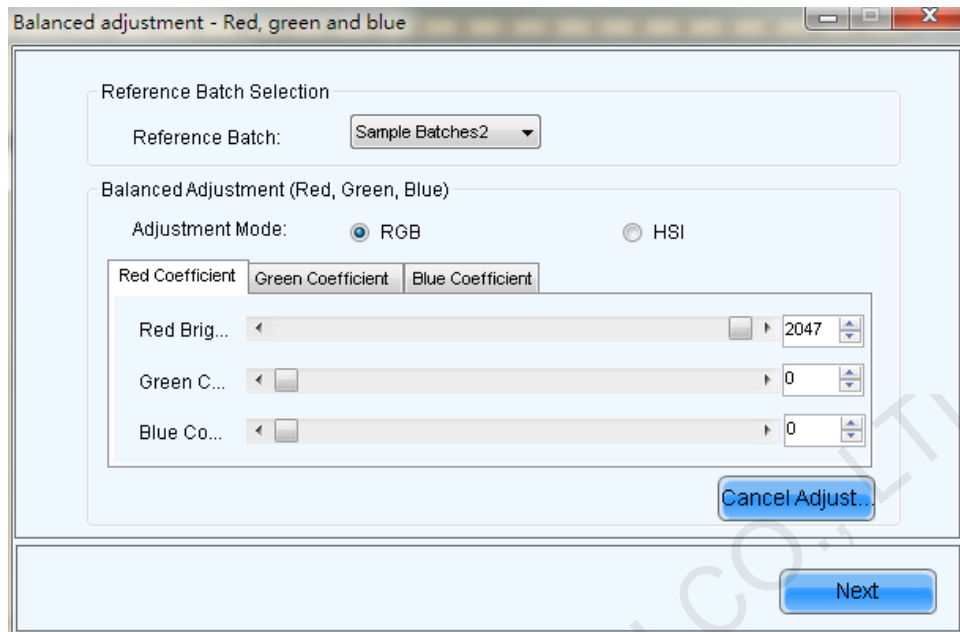 Balanced adjustment - Red, green and blue
Reference Batch Selection
Reference Batch: Sample Batches2
Balanced Adjustment (Red, Green, Blue)
Adjustment Mode: RGB HSI
Red Coefficient Green Coefficient Blue Coefficient
Red Brig... 2047
Green C... 0
Blue Co... 0
Cancel Adjust...
Next
CO., LT